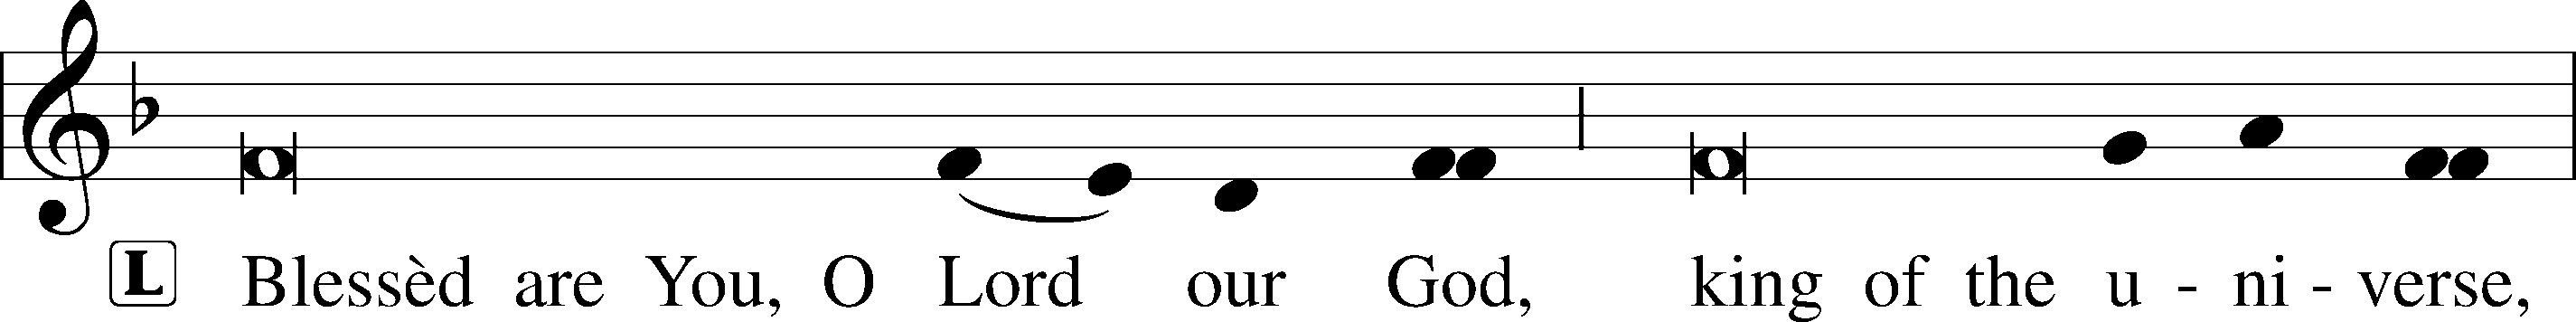 L Blessèd are You, O Lord our God, king of the u - ni - verse,